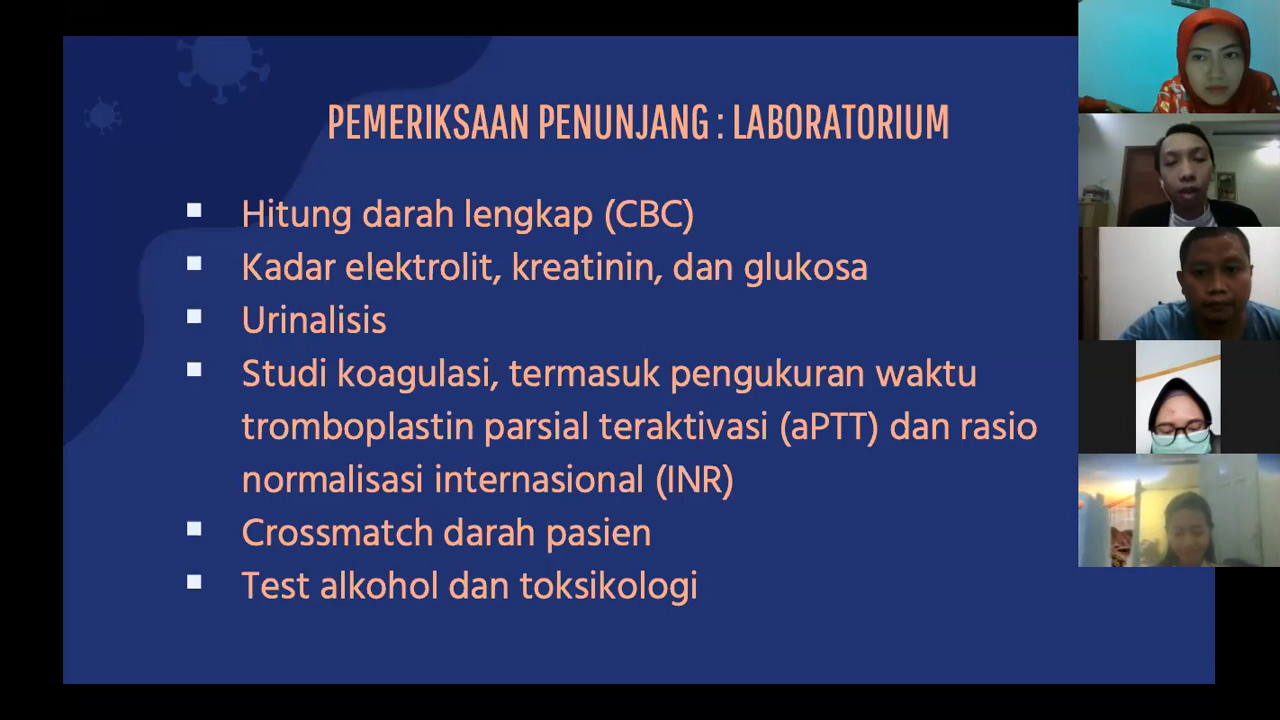 PEMERIKSAAN PENUNJANG : LABORATORIUM
Hitung darah lengkap (CBC)
Kadar elektrolit, kreatinin, dan glukosa
Urinalisis
Studi koagulasi, termasuk pengukuran waktu
tromboplastin parsial teraktivasi (aPTT) dan rasio
normalisasi internasional (INR)
Crossmatch darah pasien
Test alkohol dan toksikologi